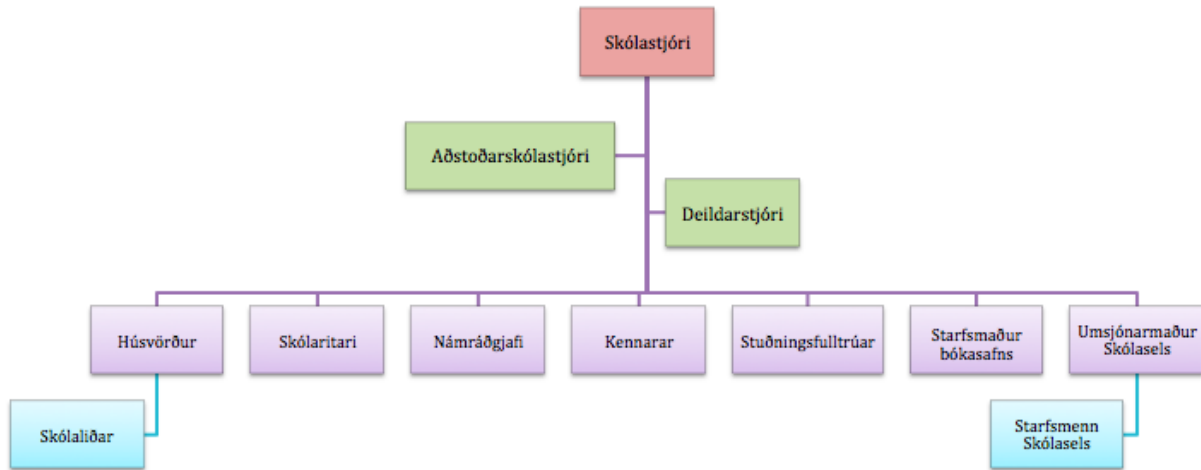 Skólastjóri
Aðstoðarskólastjóri
Deildarstjóri
Húsvörður
Skólaritari
Námráðgjafi
Kennarar
Stuðningsfulltrúar
Starfsmaður
bókasafns
Umsjónarmaður
Skólasels
Skólaliðar
Starfsmenn
Skólasels